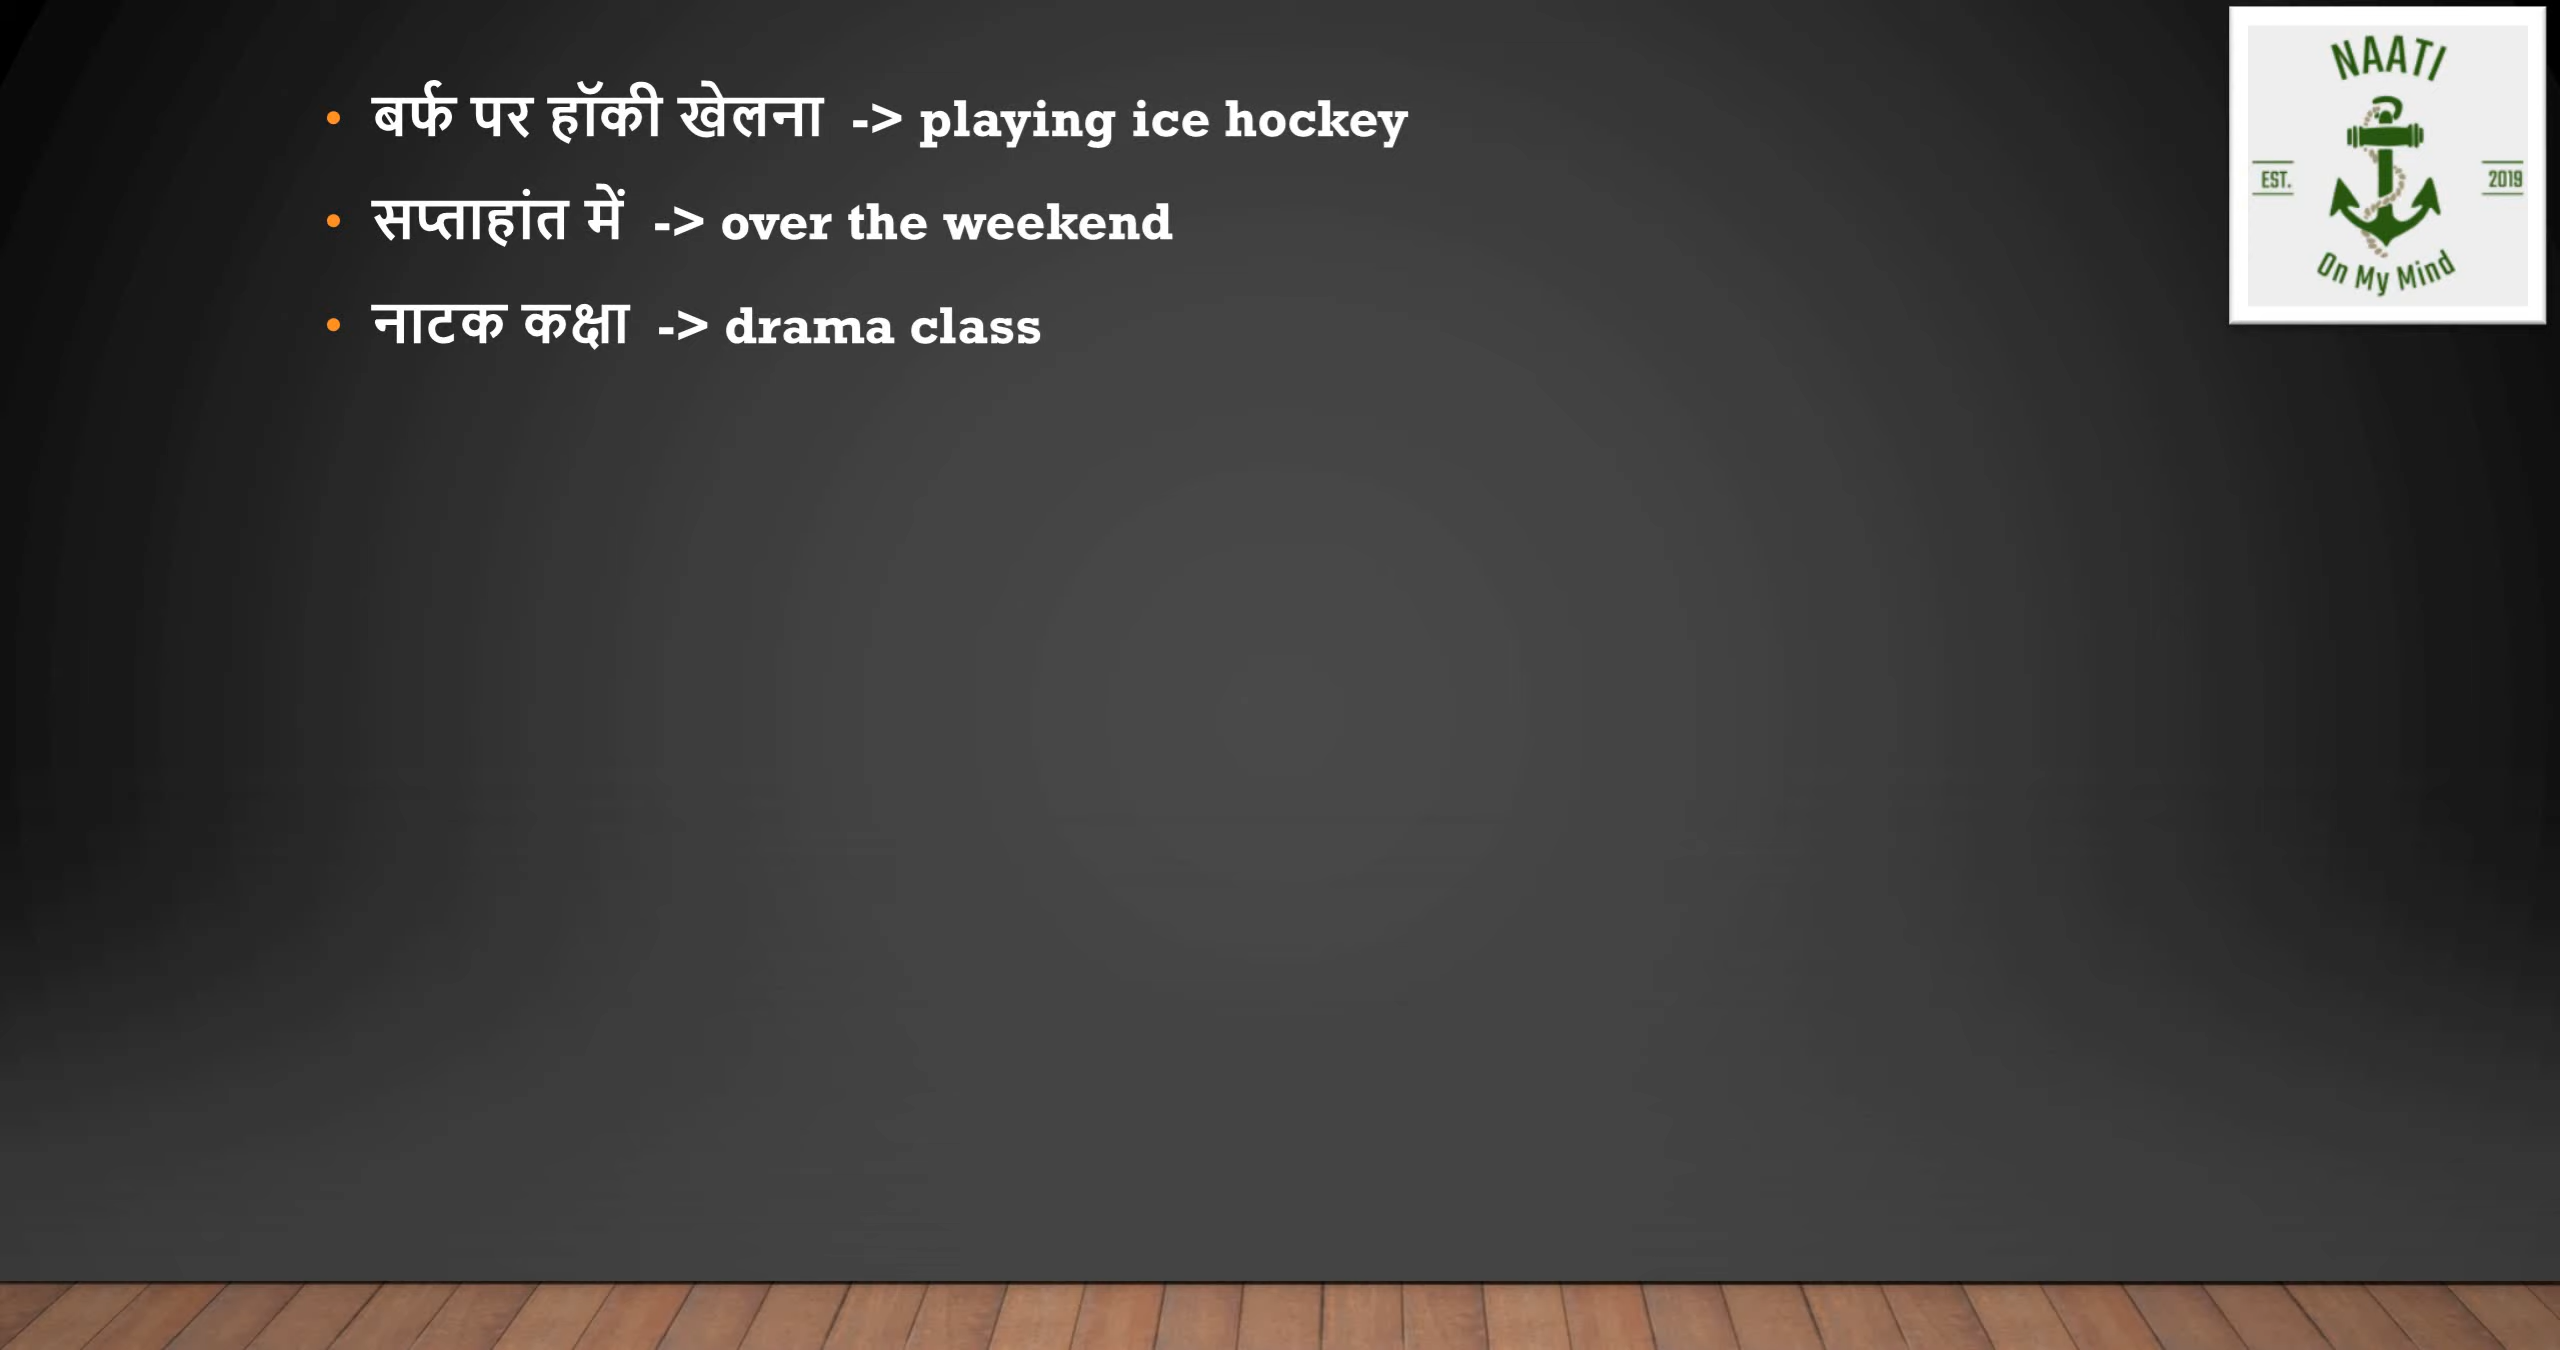 • बर्फ पर हॉकी खेलना -> playing ice hockey
• सप्ताहांत में -> over the weekend
• नाटक कक्षा -> drama class
NAATI
EST. 2019
On My Mind